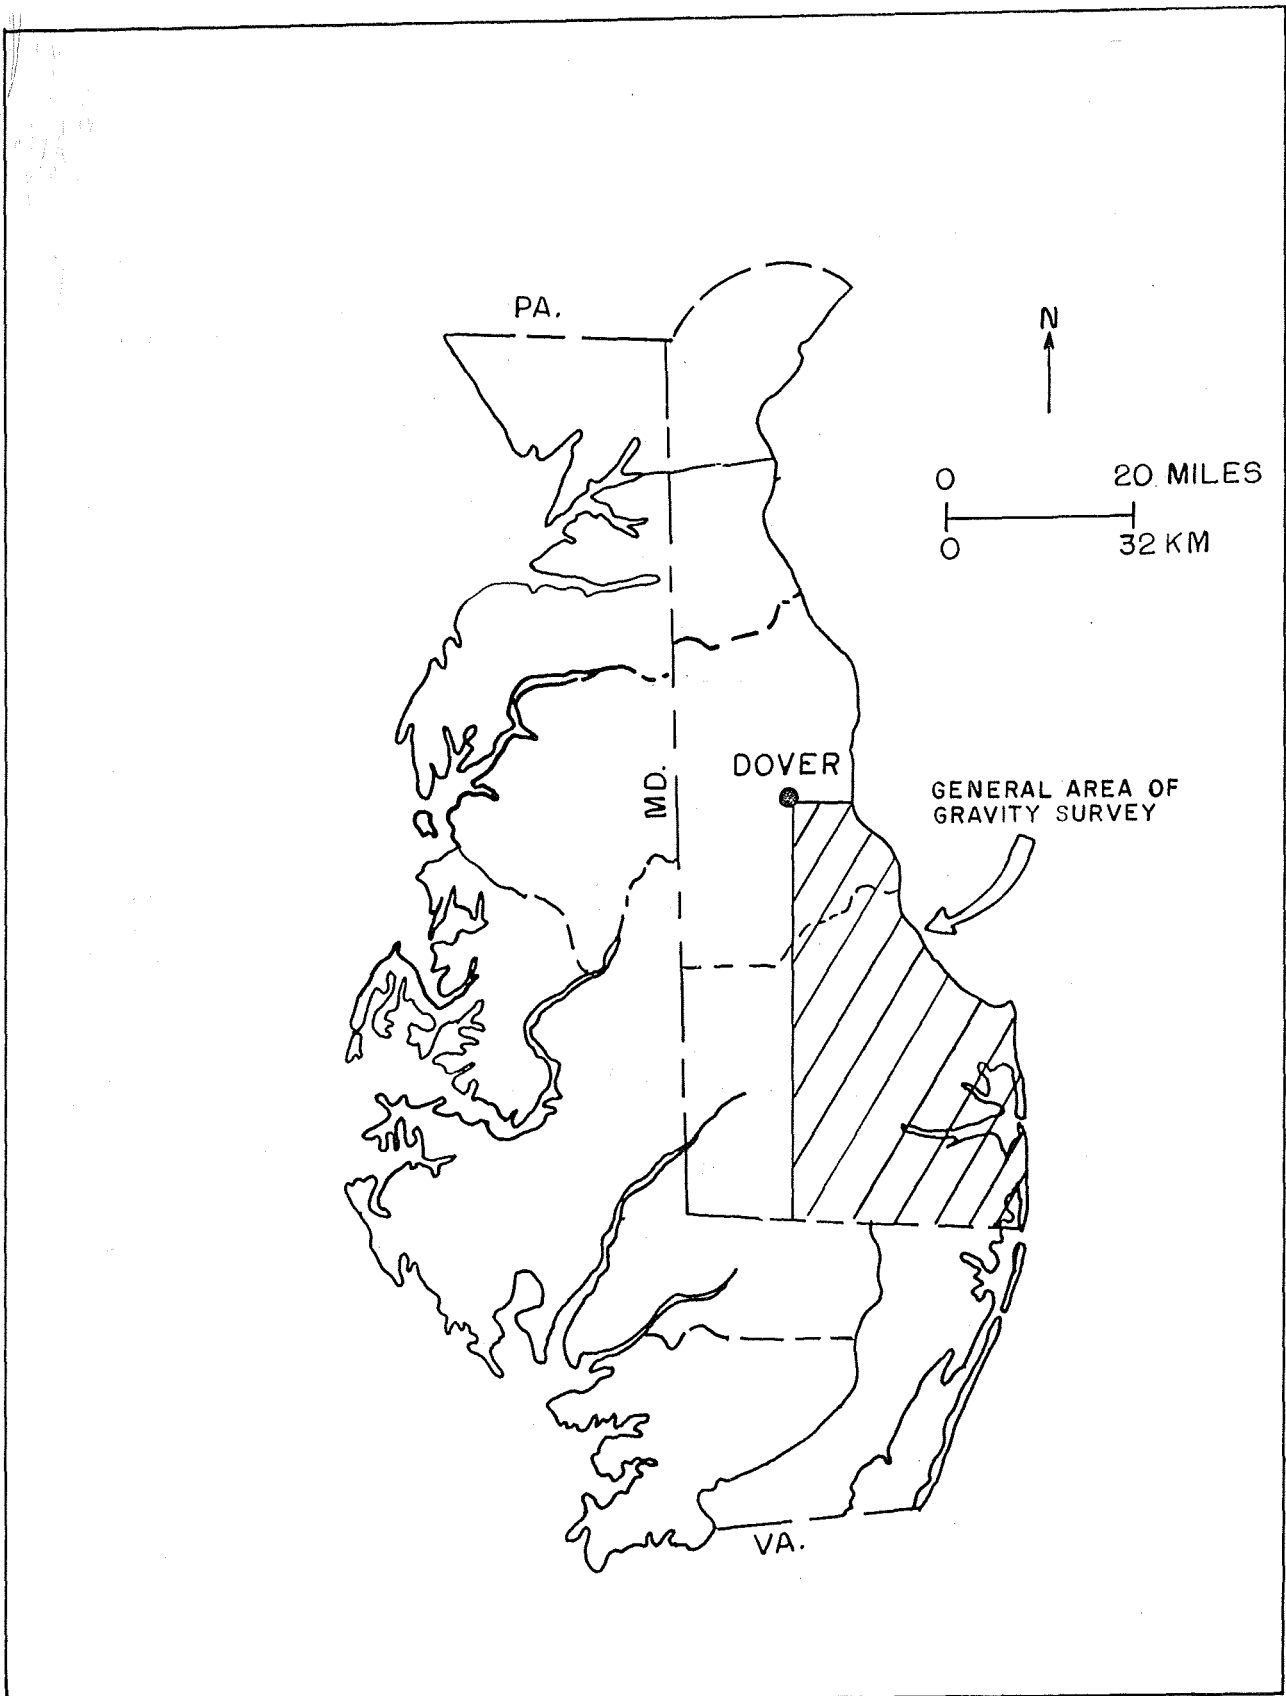 PA.
N
0 20 MILES
0 32 KM
DOVER
MD.
GENERAL AREA OF
GRAVITY SURVEY
VA.